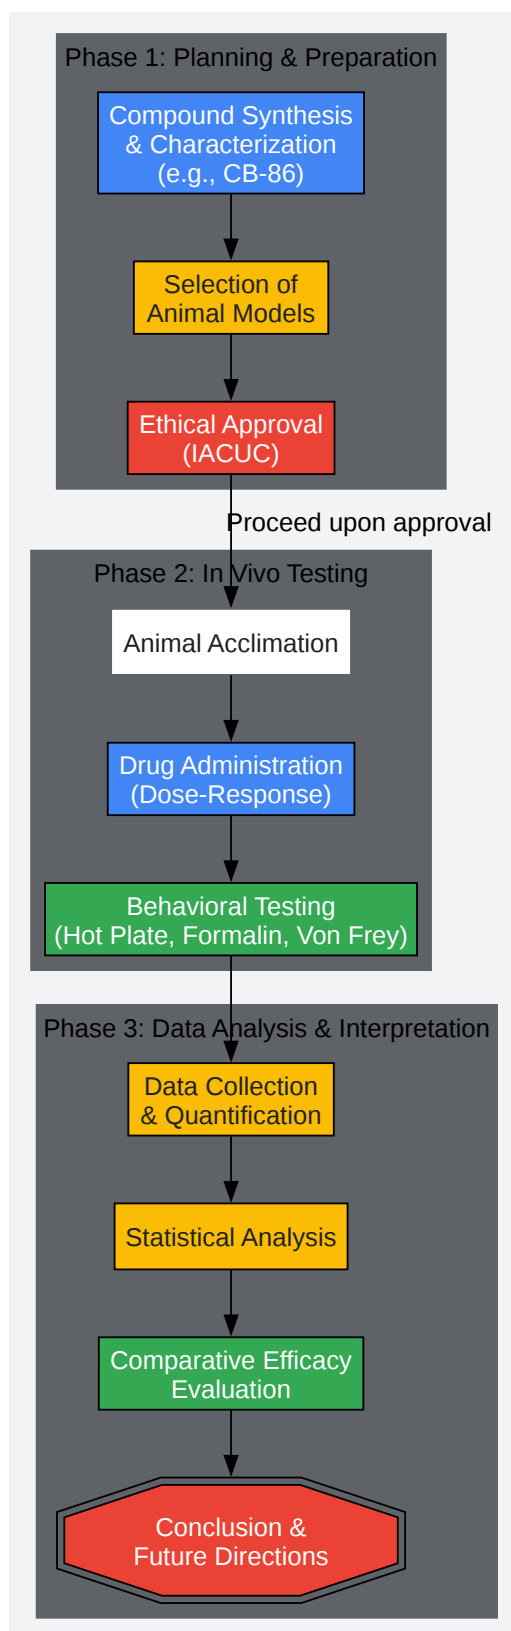 Phase 1: Planning & Preparation
Compound Synthesis
& Characterization
(e.g., CB-86)
Selection of
Animal Models
Ethical Approval
(IACUC)
Proceed upon approval
Phase 2: In Vivo Testing
Animal Acclimation
Drug Administration
(Dose-Response)
Behavioral Testing
(Hot Plate, Formalin, Von Frey)
Phase 3: Data Analysis & Interpretation
Data Collection
& Quantification
Statistical Analysis
Comparative Efficacy
Evaluation
Conclusion &
Future Directions